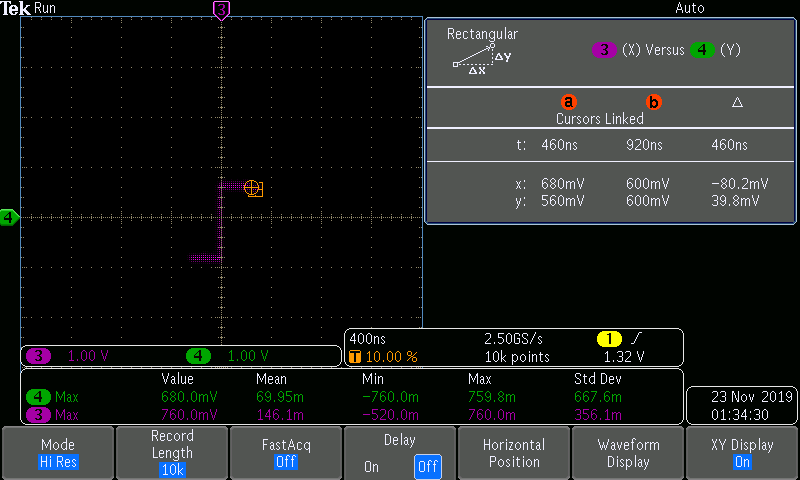 Tek Run
3
Auto
Rectangular
Δy
Δx
3 (X) Versus 4 (Y)
a b Δ
Cursors Linked
t: 460ns 920ns 460ns
x: 680mV 600mV −80.2mV
y: 560mV 600mV 39.8mV
4
3 1.00 V 4 1.00 V
400ns 2.50GS/s 1
T 10.00 % 10k points 1.32 V
Value Mean Min Max Std Dev
4 Max 680.0mV 69.95m −760.0m 759.8m 667.6m
3 Max 760.0mV 146.1m −520.0m 760.0m 356.1m
23 Nov 2019
01:34:30
Mode
Hi Res
Record
Length
10k
FastAcq
Off
Delay
On Off
Horizontal
Position
Waveform
Display
XY Display
On